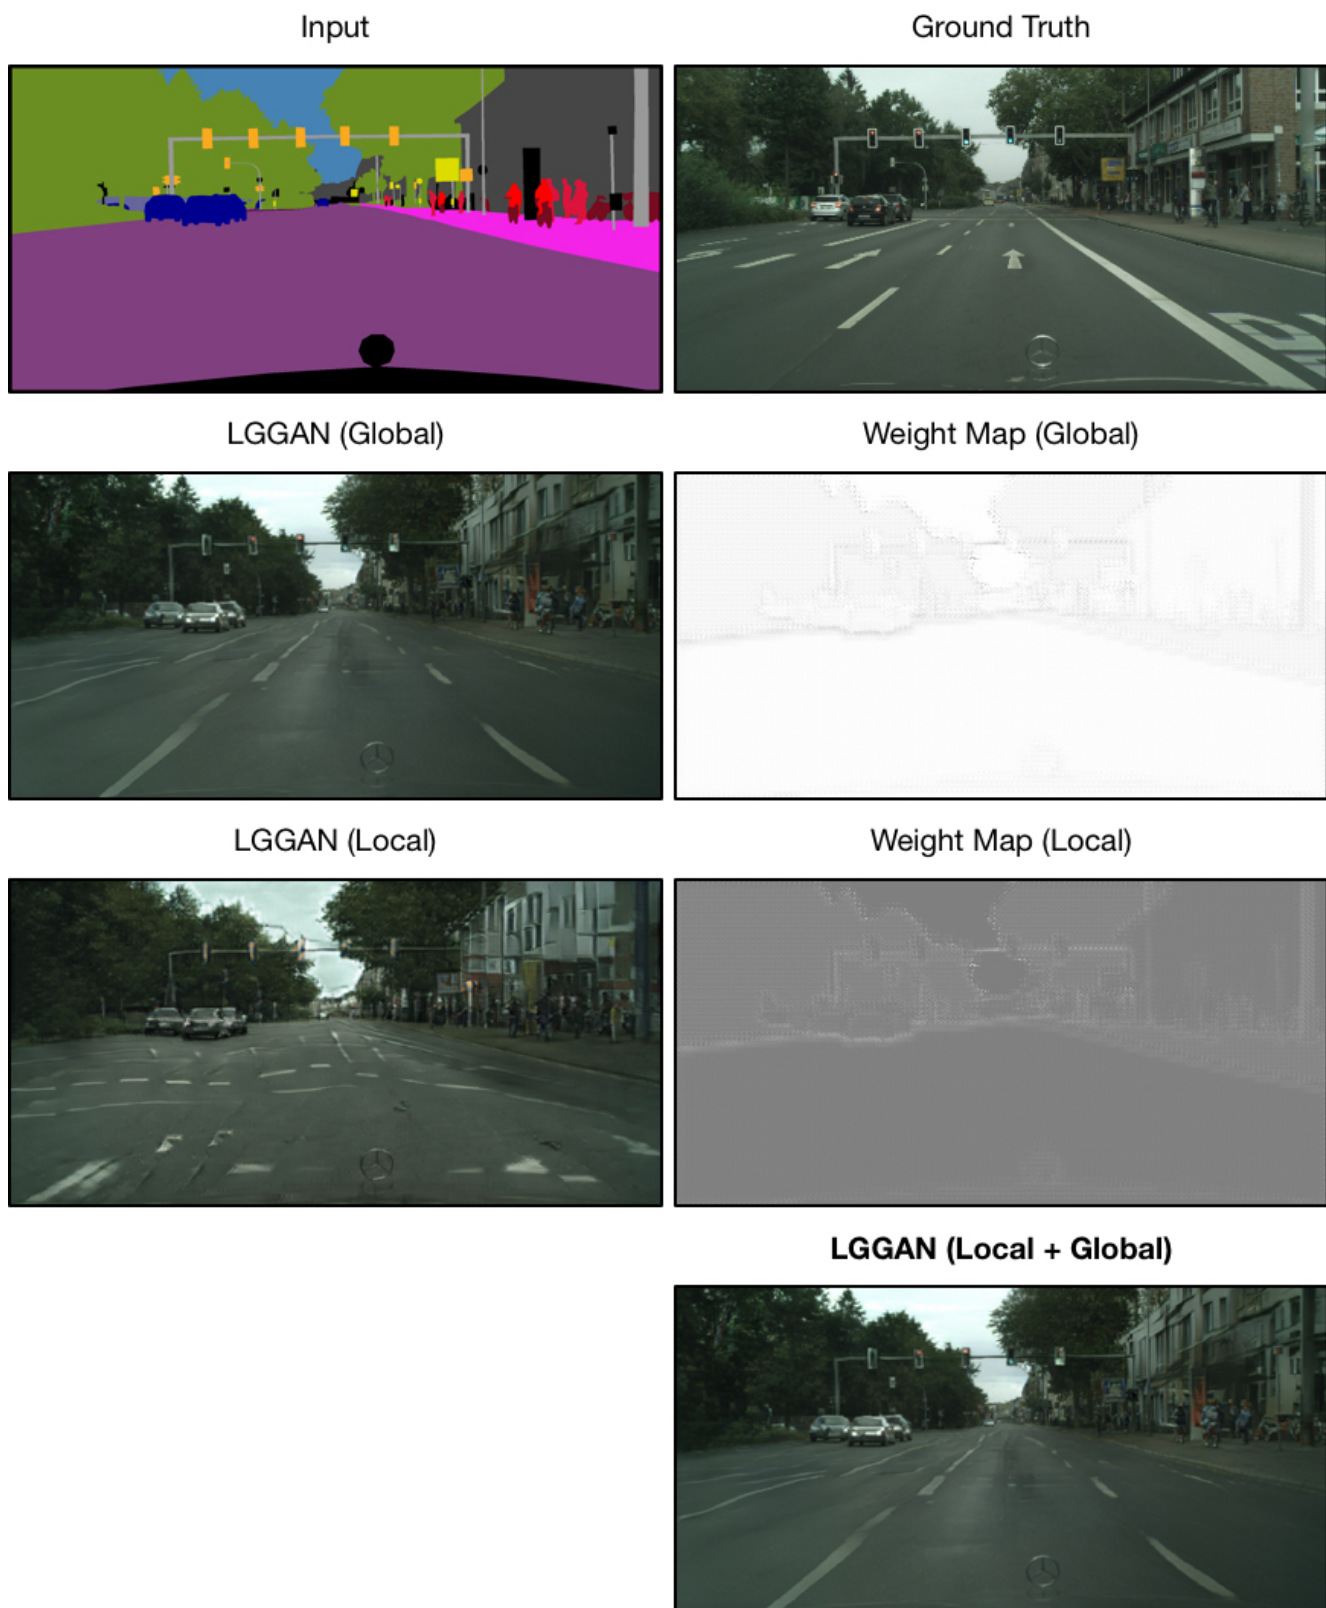 Input
Ground Truth
LGGAN (Global)
Weight Map (Global)
LGGAN (Local)
Weight Map (Local)
LGGAN (Local + Global)